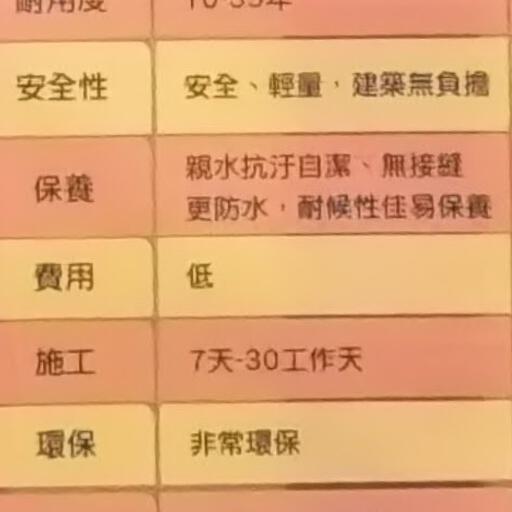 耐用度 10-35年
安全性 安全、輕量，建築無負擔
保養 親水抗汙自潔、無接縫
更防水，耐候性佳易保養
費用 低
施工 7天-30工作天
環保 非常環保